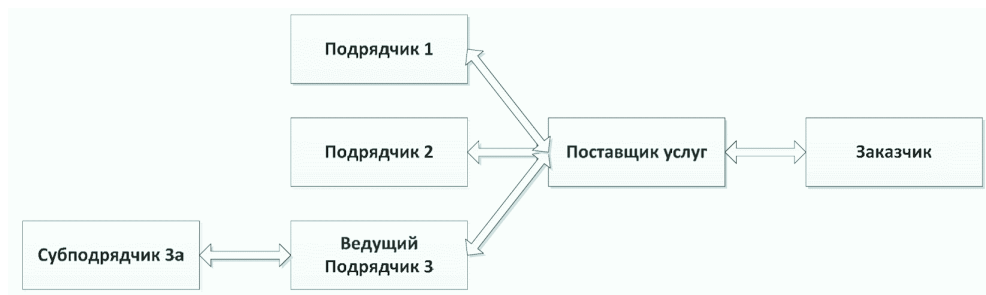 Подрядчик 1
Подрядчик 2
Поставщик услуг
Заказчик
Субподрядчик 3а
Ведущий
Подрядчик 3